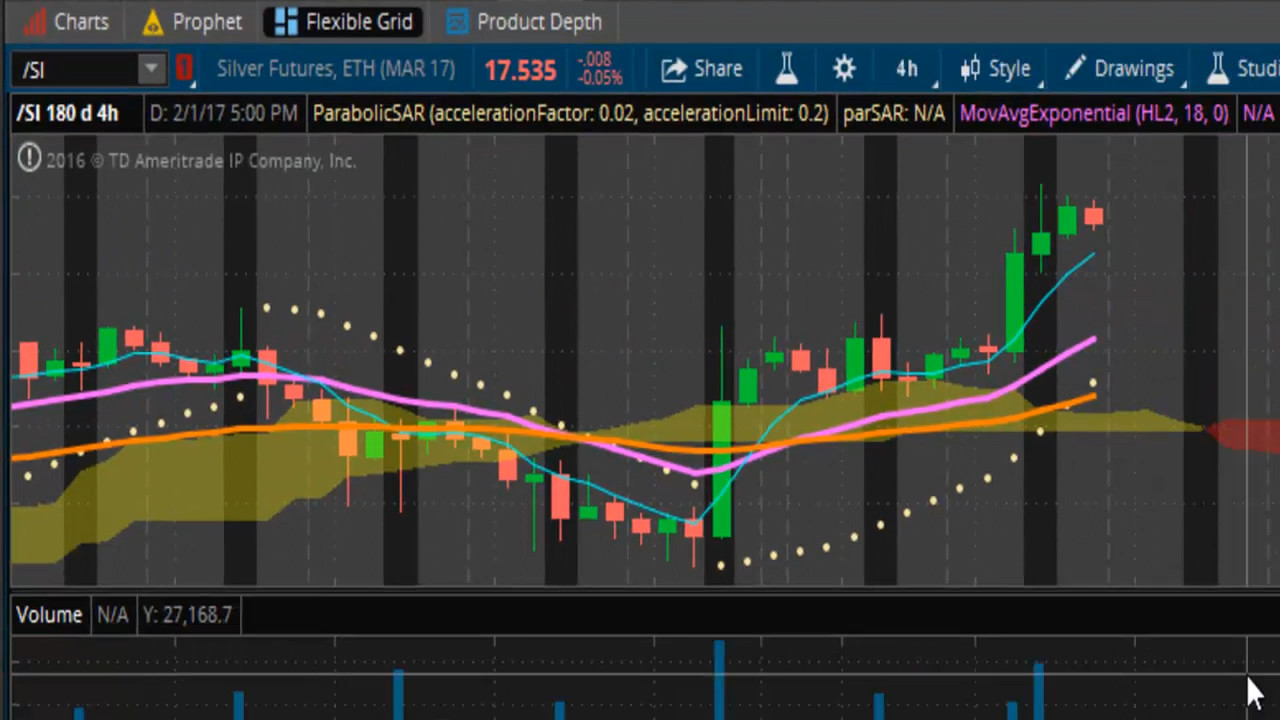 Charts Prophet Flexible Grid Product Depth
/SI 1 Silver Futures, ETH (MAR 17) 17.535 -.008 -0.05% Share 4h Style Drawings Studi
/SI 180 d 4h D: 2/1/17 5:00 PM ParabolicSAR (accelerationFactor: 0.02, accelerationLimit: 0.2) parSAR: N/A MovAvgExponential (HL2, 18, 0) N/A
2016 © TD Ameritrade IP Company, Inc.
Volume N/A Y: 27,168.7